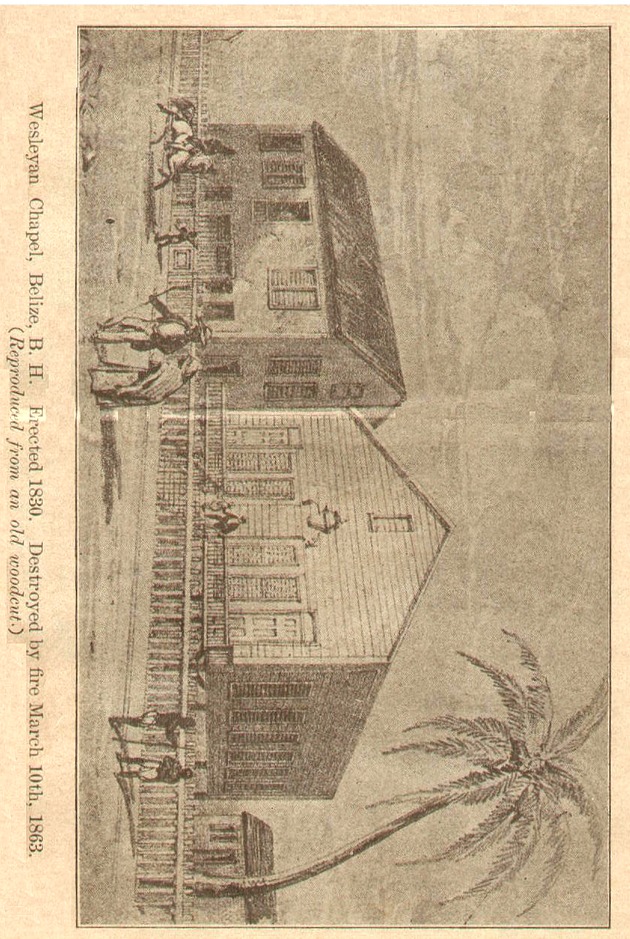 Wesleyan Chapel, Belize, B. H. Erected 1830. Destroyed by fire March 10th, 1863.
(Reproduced from an old woodcut.)